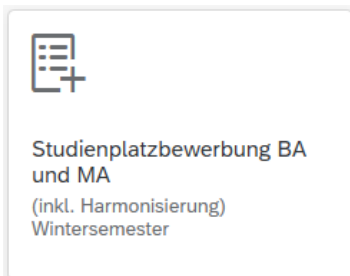 Studienplatzbewerbung BA
und MA
(inkl. Harmonisierung)
Wintersemester